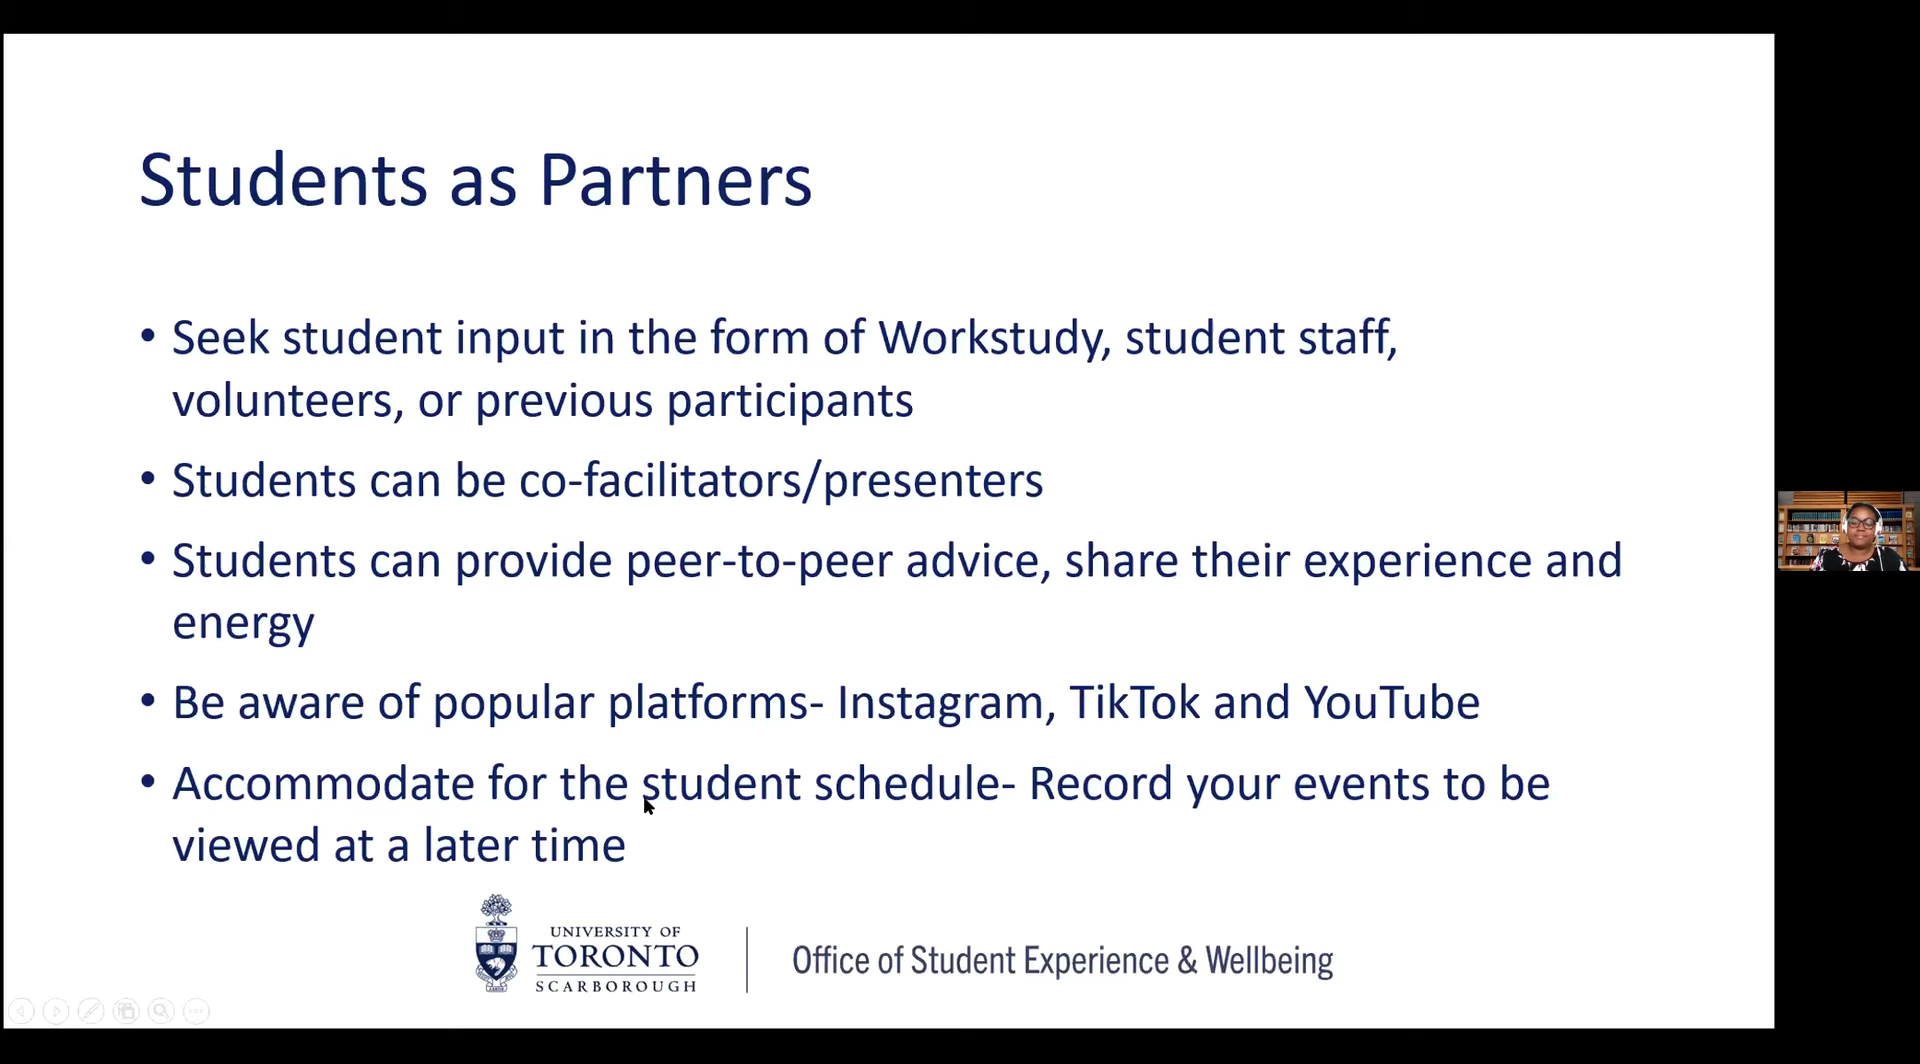 Students as Partners
• Seek student input in the form of Workstudy, student staff,
volunteers, or previous participants
• Students can be co-facilitators/presenters
• Students can provide peer-to-peer advice, share their experience and
energy
• Be aware of popular platforms- Instagram, TikTok and YouTube
• Accommodate for the student schedule- Record your events to be
viewed at a later time
UNIVERSITY OF
TORONTO
SCARBOROUGH
Office of Student Experience & Wellbeing